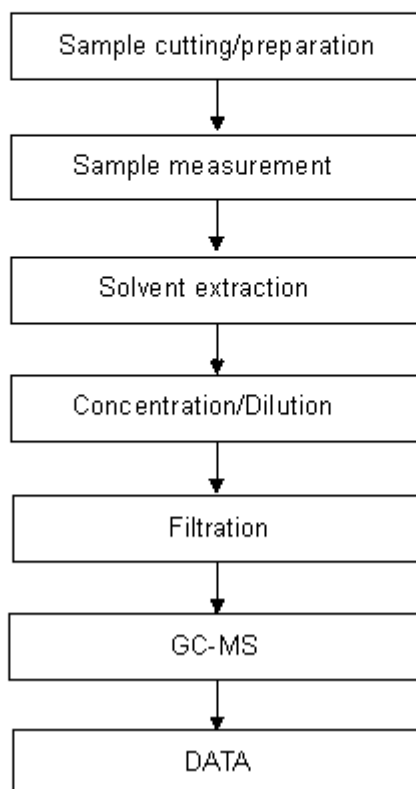 Sample cutting/preparation
Sample measurement
Solvent extraction
Concentration/Dilution
Filtration
GC-MS
DATA